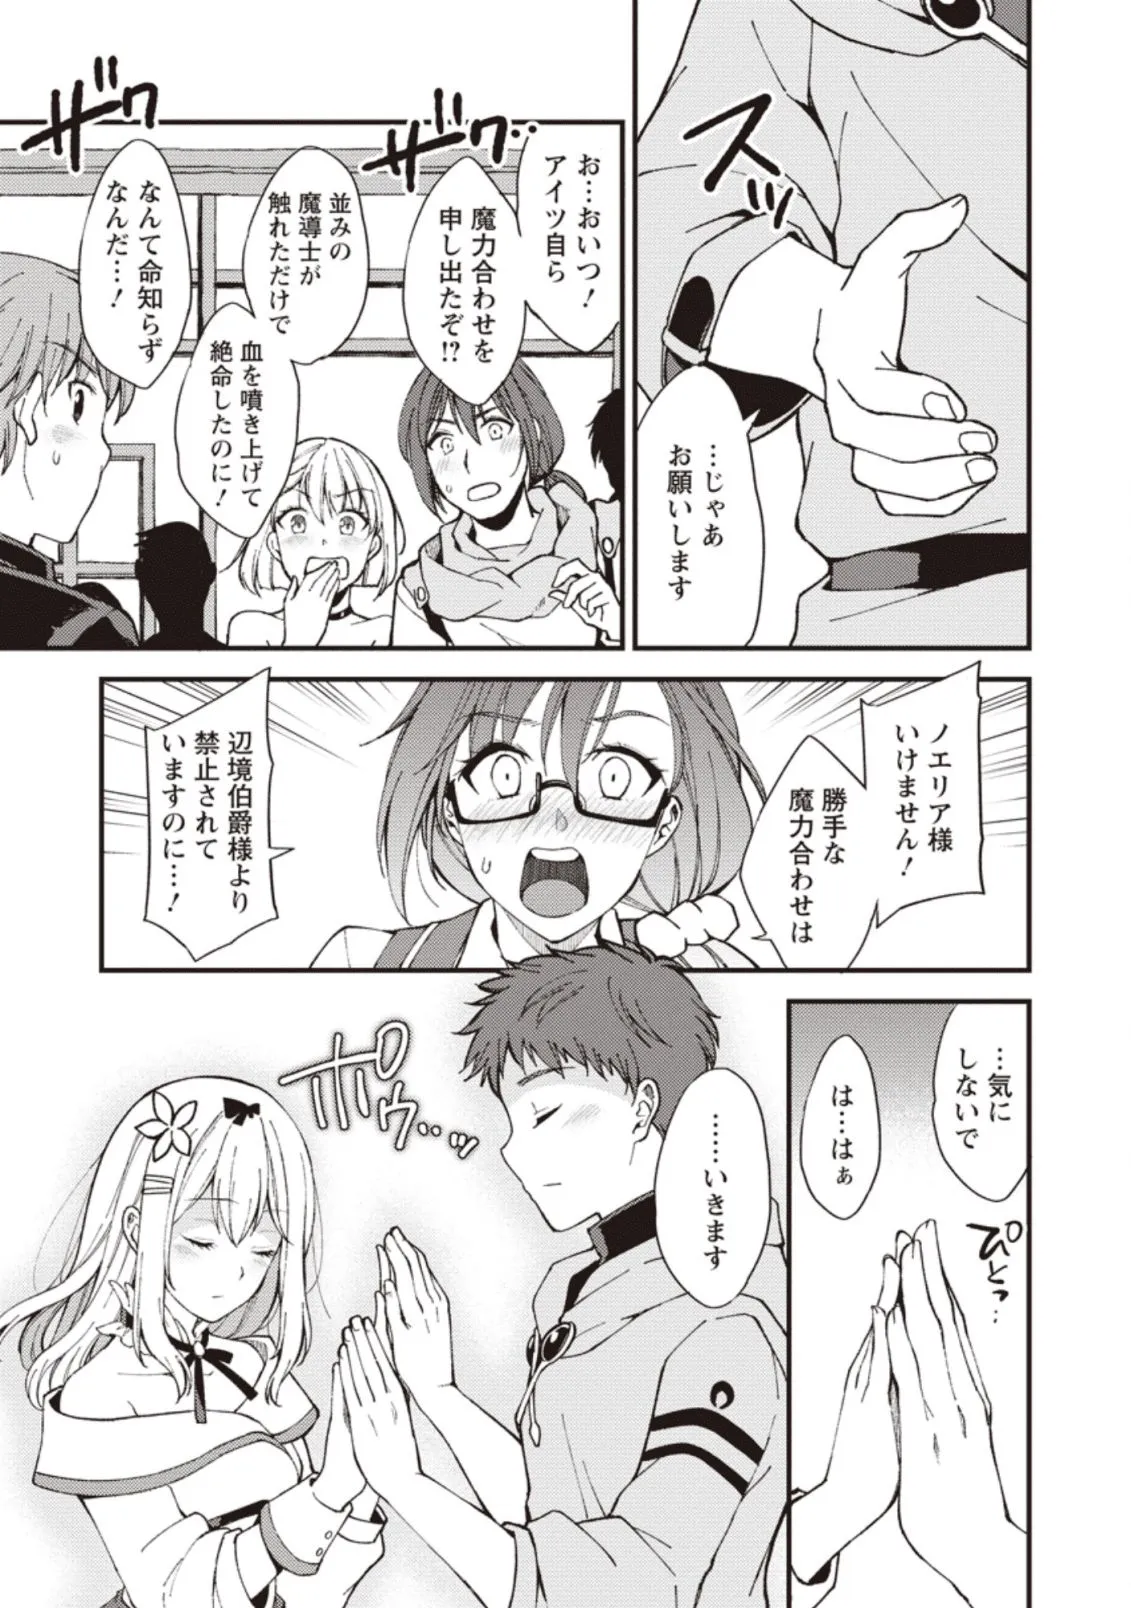 スッ
…じゃあ
お願いします
ザワ…
ザワ
お…おいっ！
アイツ自ら
魔力合わせを
申し出たぞ!?
並みの
魔導士が
触れただけで
血を噴き上げて
絶命したのに！
なんて命知らず
なんだ…！
ノエリア様
いけません！
勝手な
魔力合わせは
辺境伯爵様より
禁止されて
いますのに…！
…気に
しないで
は…はぁ
ぴとっ…
……いきます
ポゥ…ッ